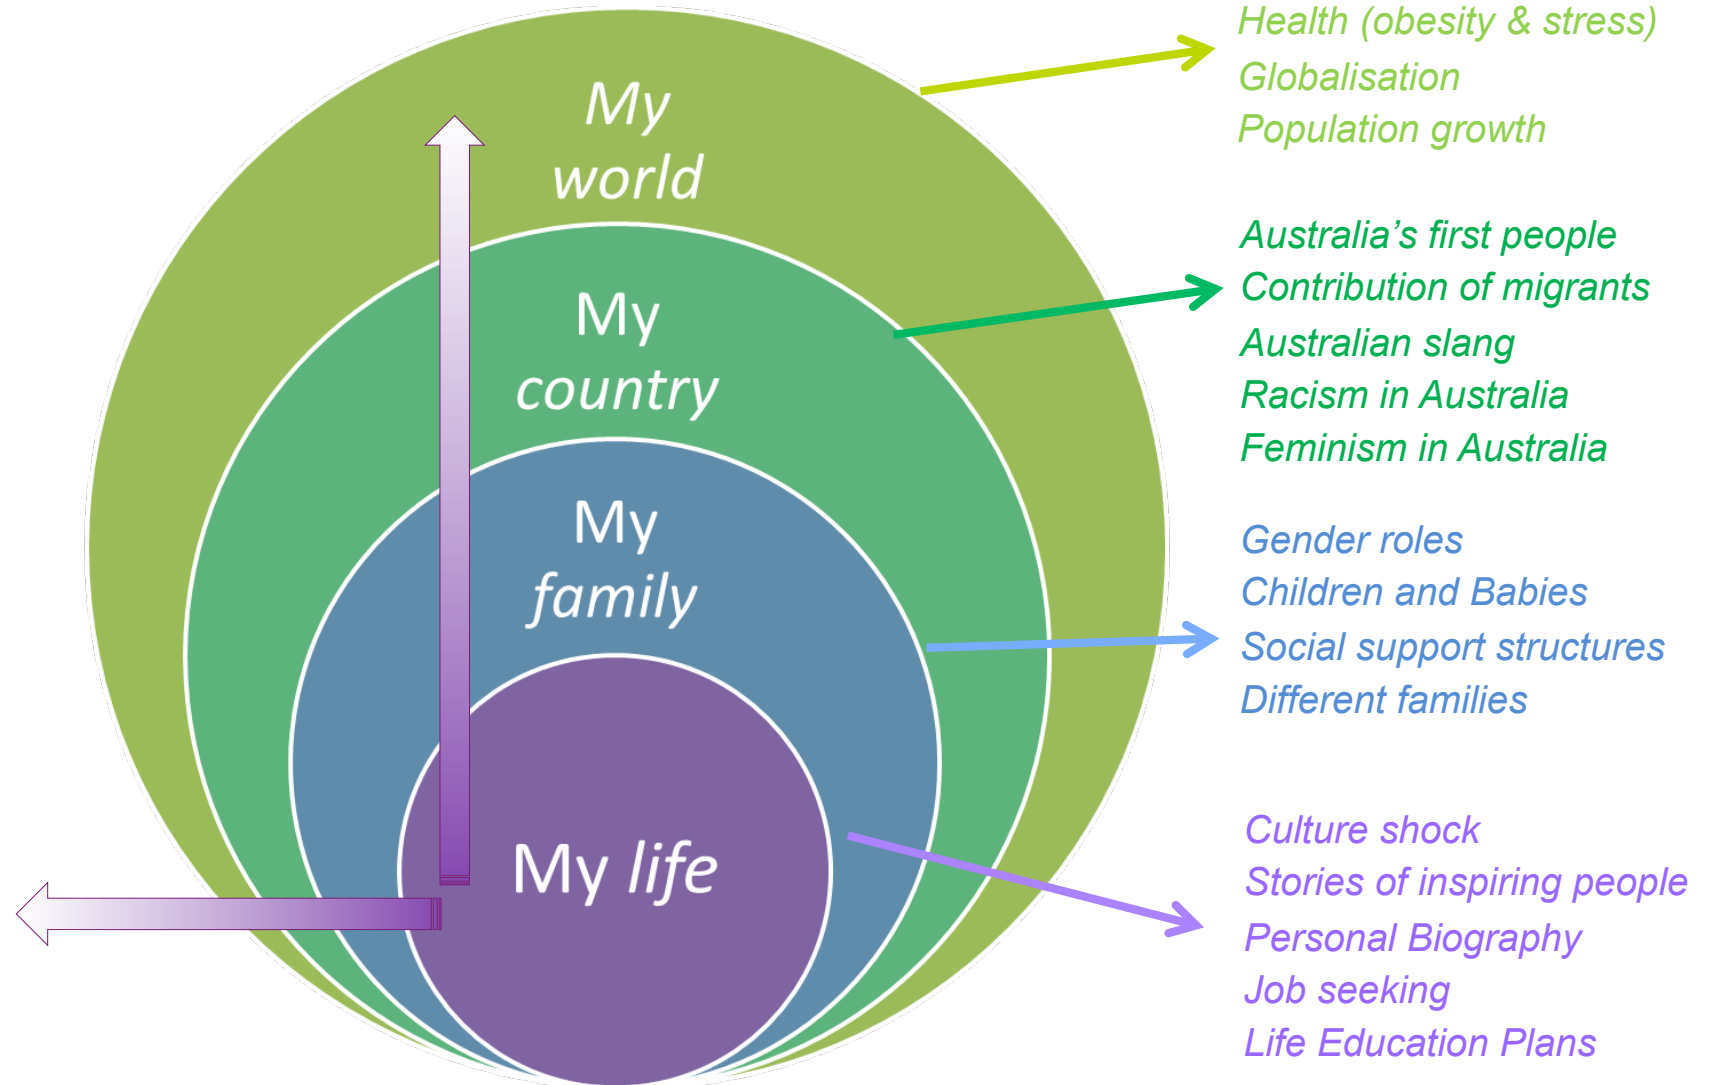 My
world
My
country
My
family
My life
Health (obesity & stress)
Globalisation
Population growth
Australia’s first people
Contribution of migrants
Australian slang
Racism in Australia
Feminism in Australia
Gender roles
Children and Babies
Social support structures
Different families
Culture shock
Stories of inspiring people
Personal Biography
Job seeking
Life Education Plans